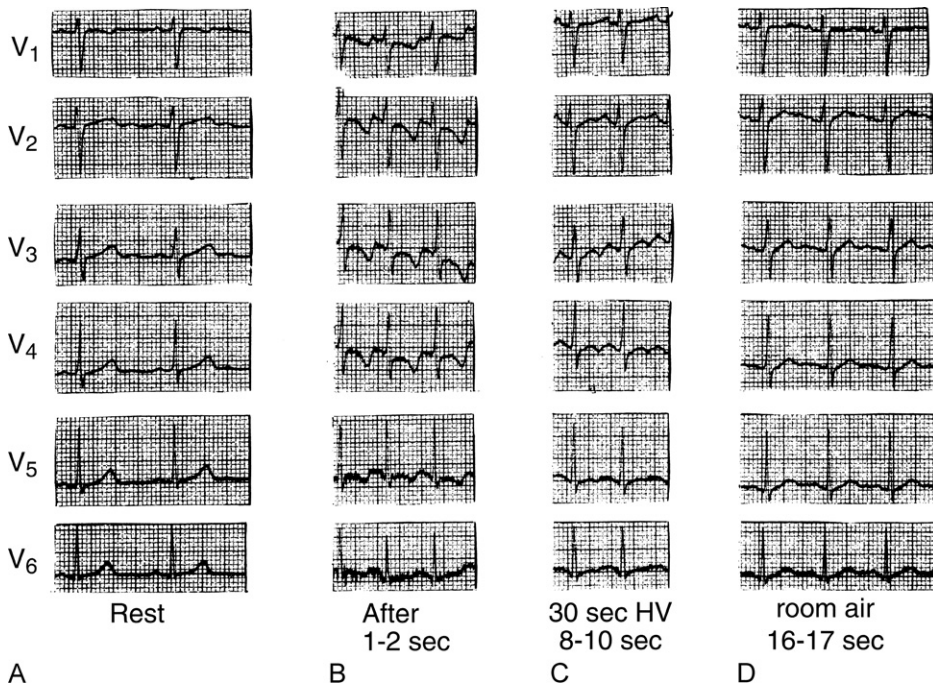 V1
V2
V3
V4
V5
V6
Rest
After
1-2 sec
30 sec HV
8-10 sec
room air
16-17 sec
A
B
C
D